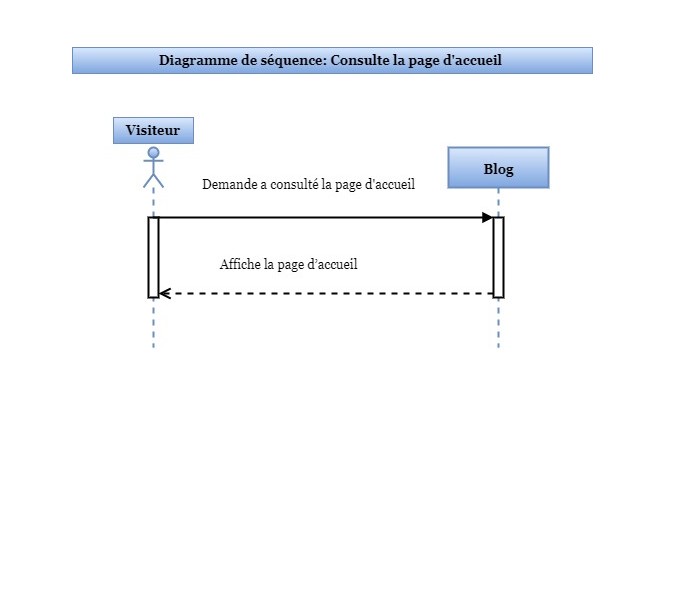 Diagramme de séquence: Consulte la page d'accueil
Visiteur
Blog
Demande a consulté la page d'accueil
Affiche la page d’accueil